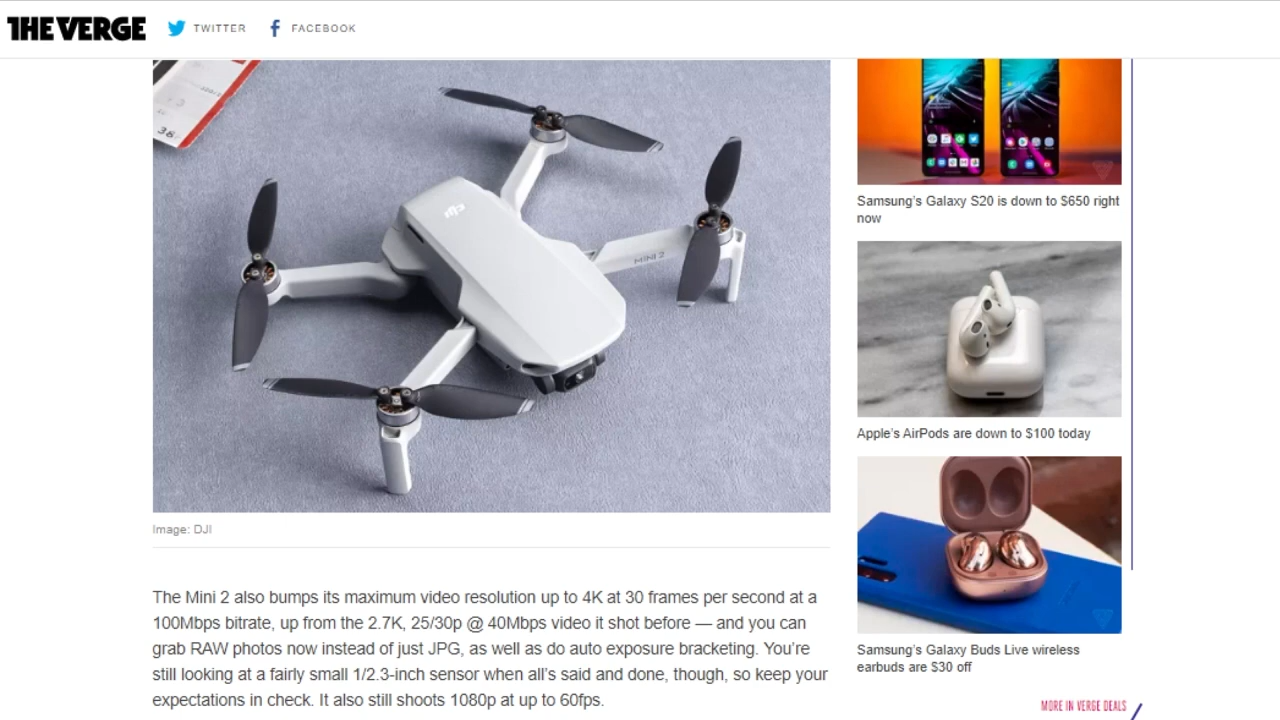 THE VERGE
TWITTER
FACEBOOK
38
MINI 2
Image: DJI
The Mini 2 also bumps its maximum video resolution up to 4K at 30 frames per second at a
100Mbps bitrate, up from the 2.7K, 25/30p @ 40Mbps video it shot before — and you can
grab RAW photos now instead of just JPG, as well as do auto exposure bracketing. You’re
still looking at a fairly small 1/2.3-inch sensor when all’s said and done, though, so keep your
expectations in check. It also still shoots 1080p at up to 60fps.
Samsung’s Galaxy S20 is down to $650 right
now
Apple’s AirPods are down to $100 today
Samsung’s Galaxy Buds Live wireless
earbuds are $30 off
MORE IN VERGE DEALS